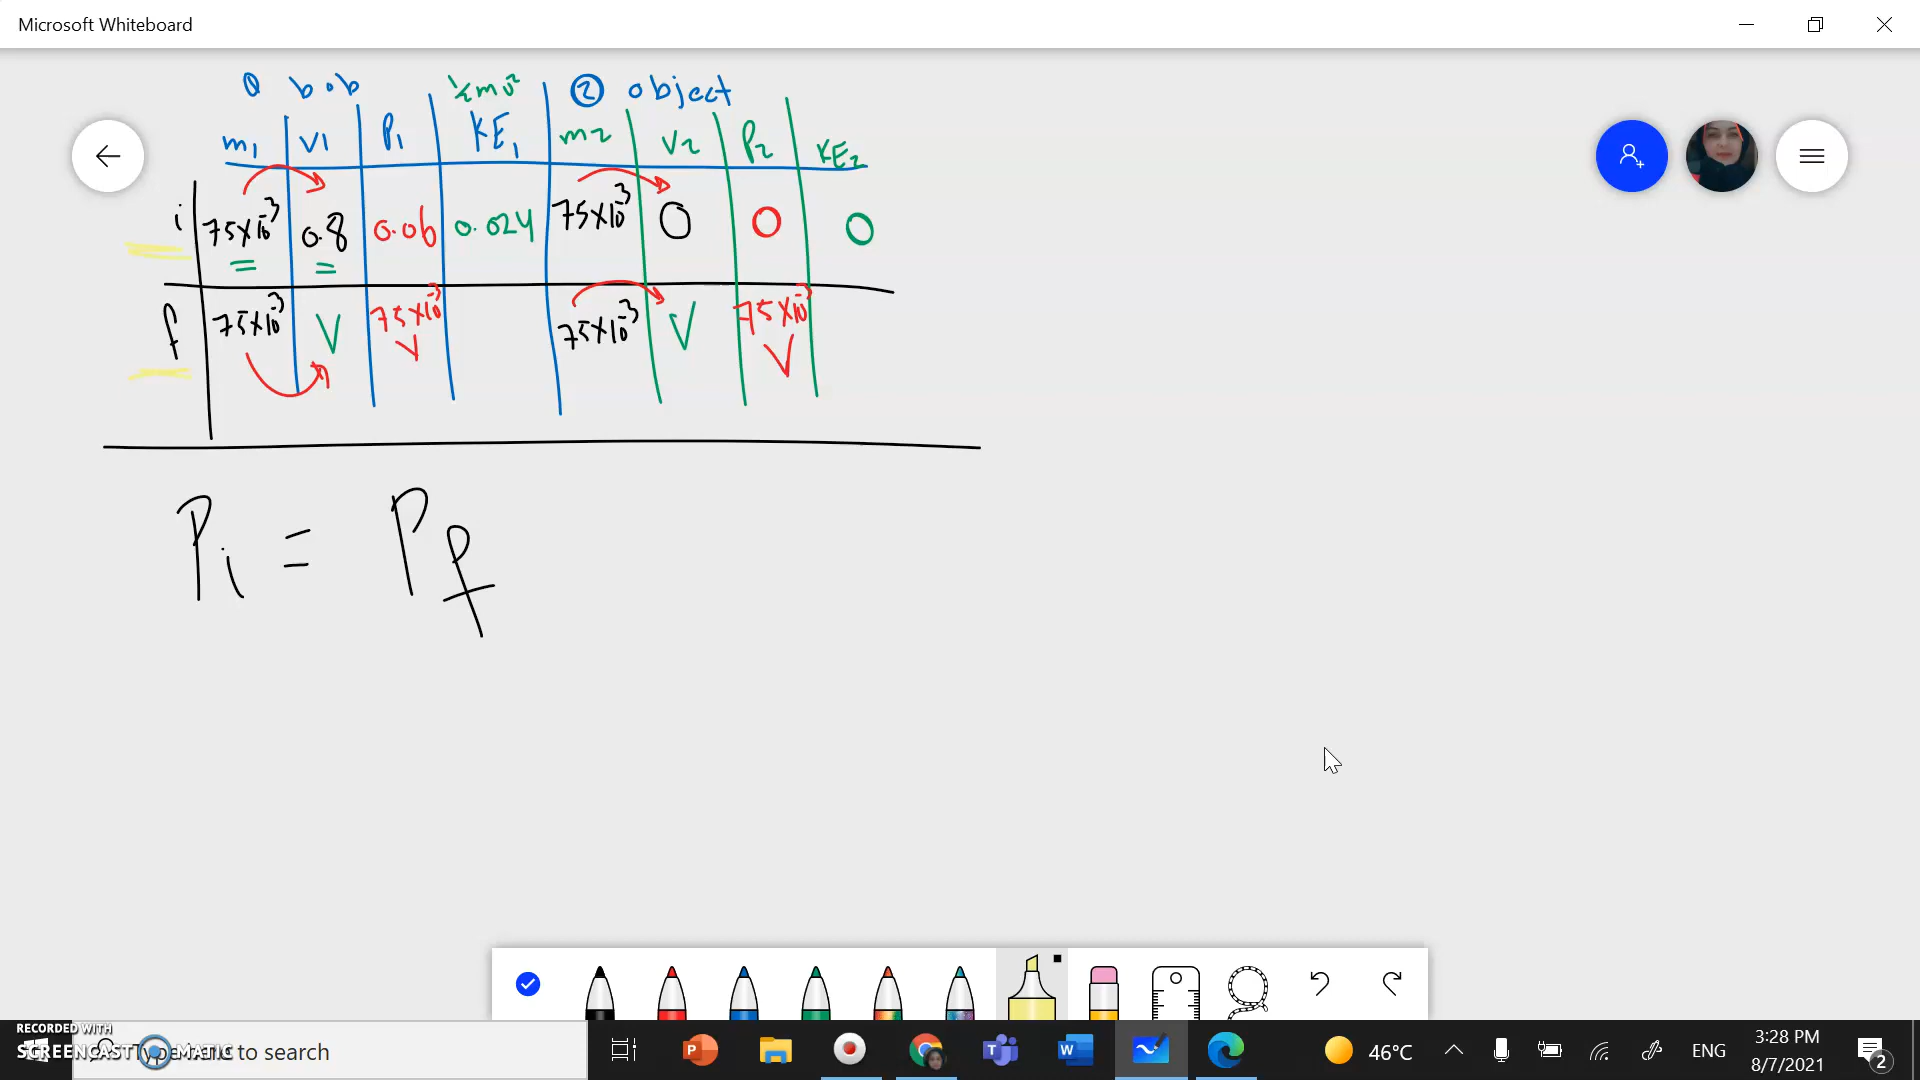 Microsoft Whiteboard
① bob ½mv² ② object
m₁ V1 P₁ KE₁ m2 V2 P2 KE₂
i 75×10⁻³ 0.8 0.06 0.024 75×10⁻³ 0 0 0
f 75×10⁻³ V 75×10⁻³ V 75×10⁻³ V 75×10⁻³ V
Pi = Pf
RECORDED WITH
SCREENCAST MATIC
to search
46°C
ENG
3:28 PM
8/7/2021
2